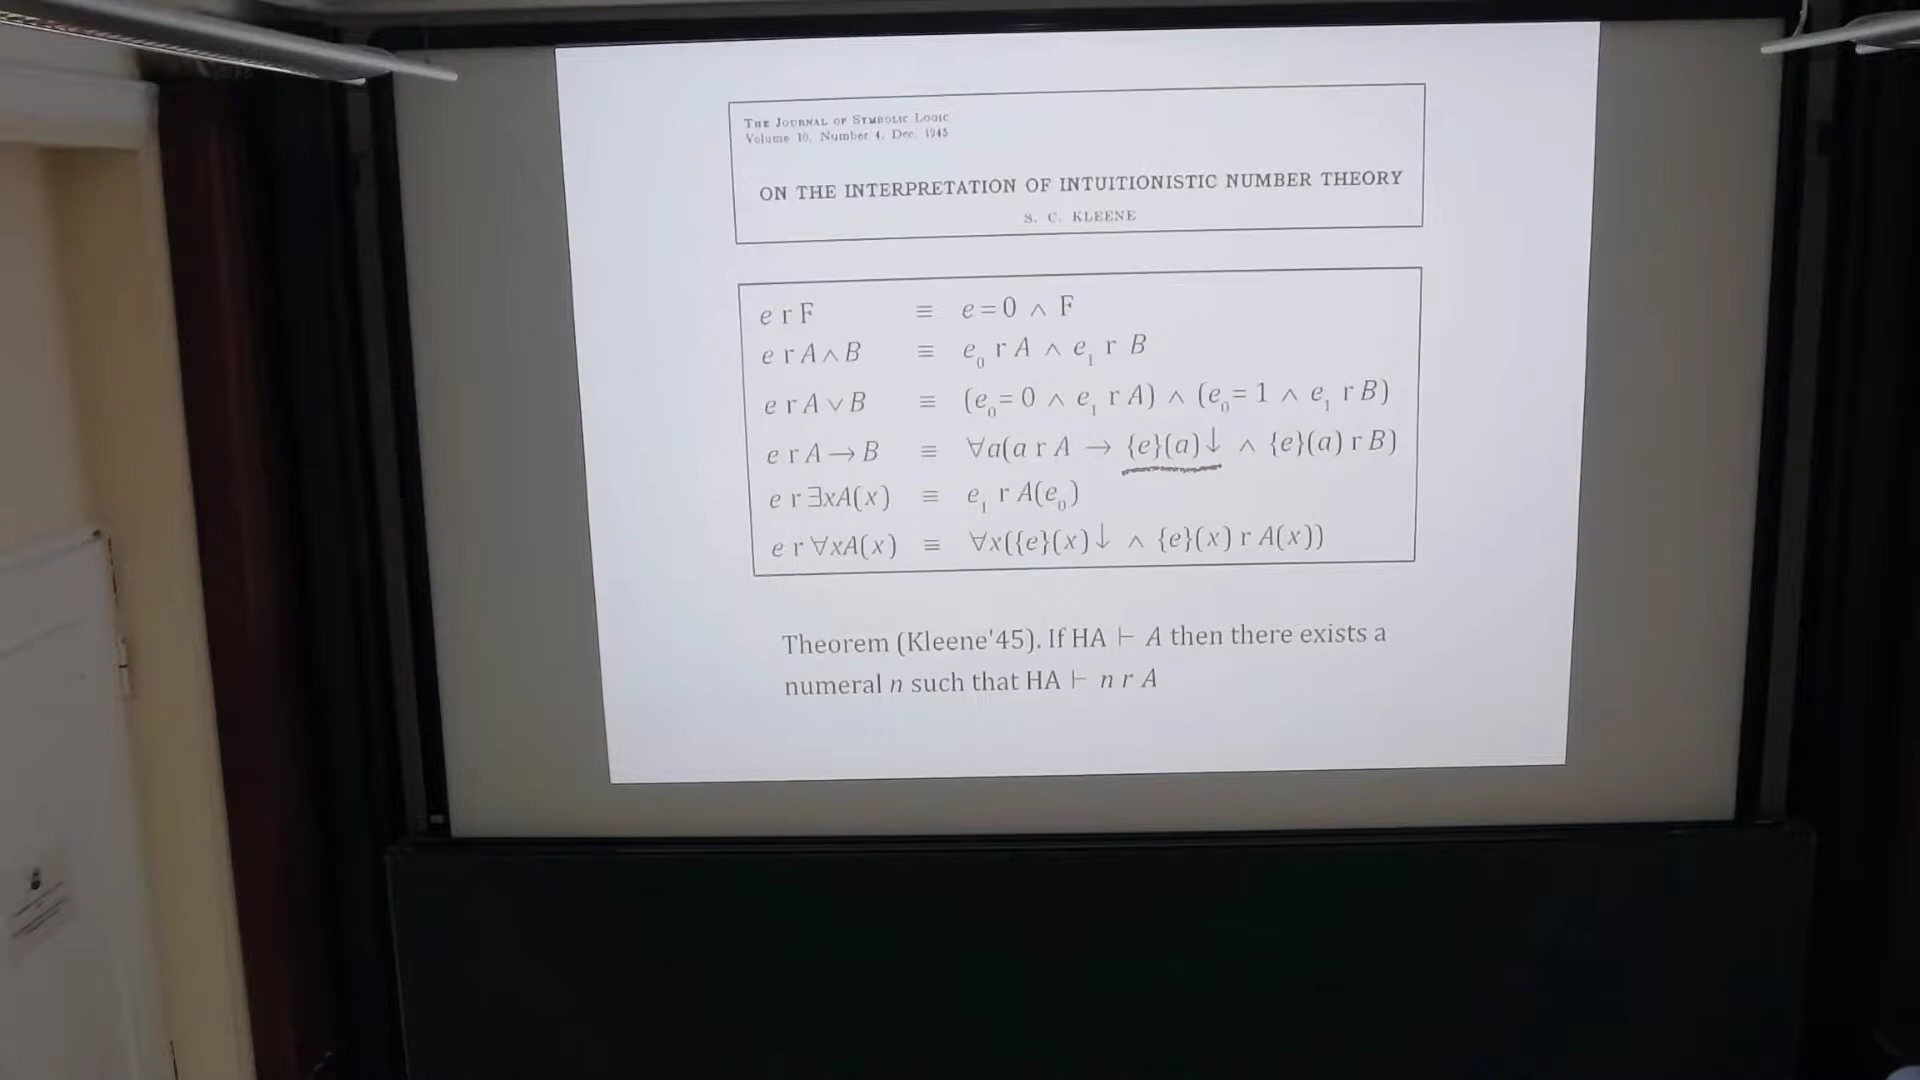 THE JOURNAL OF SYMBOLIC LOGIC
Volume 10, Number 4, Dec. 1945
ON THE INTERPRETATION OF INTUITIONISTIC NUMBER THEORY
S. C. KLEENE
e r F ≡ e = 0 ∧ F
e r A ∧ B ≡ e₀ r A ∧ e₁ r B
e r A ∨ B ≡ (e₀ = 0 ∧ e₁ r A) ∧ (e₀ = 1 ∧ e₁ r B)
e r A → B ≡ ∀a(a r A → {e}(a)↓ ∧ {e}(a) r B)
e r ∃xA(x) ≡ e₁ r A(e₀)
e r ∀xA(x) ≡ ∀x({e}(x)↓ ∧ {e}(x) r A(x))
Theorem (Kleene'45). If HA ⊢ A then there exists a
numeral n such that HA ⊢ n r A